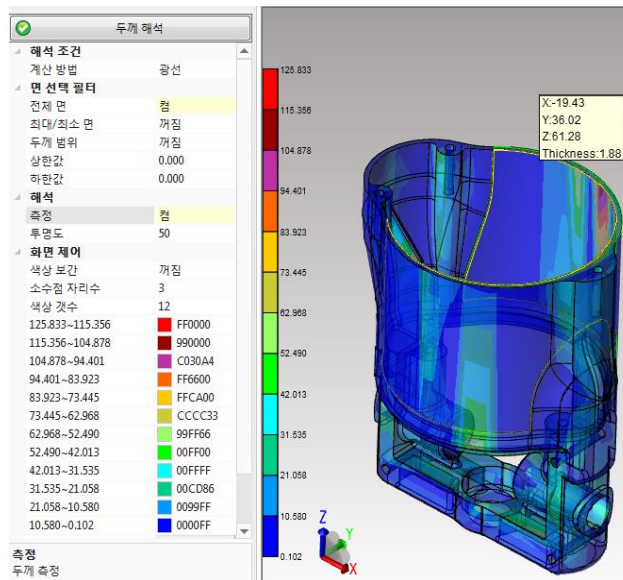 두께 해석
해석 조건
계산 방법 광선
면 선택 필터
전체 면 켬
최대/최소 면 꺼짐
두께 범위 꺼짐
상한값 0.000
하한값 0.000
해석
측정 켬
투명도 50
화면 제어
색상 보간 꺼짐
소수점 자리수 3
색상 갯수 12
125.833~115.356 FF0000
115.356~104.878 990000
104.878~94.401 C030A4
94.401~83.923 FF6600
83.923~73.445 FFCA00
73.445~62.968 CCCC33
62.968~52.490 99FF66
52.490~42.013 00FF00
42.013~31.535 00FFFF
31.535~21.058 00CD86
21.058~10.580 0099FF
10.580~0.102 0000FF
측정
두께 측정
125.833
115.356
104.878
94.401
83.923
73.445
62.968
52.490
42.013
31.535
21.058
10.580
0.102
X:-19.43
Y:36.02
Z:61.28
Thickness:1.88
Z
Y
X